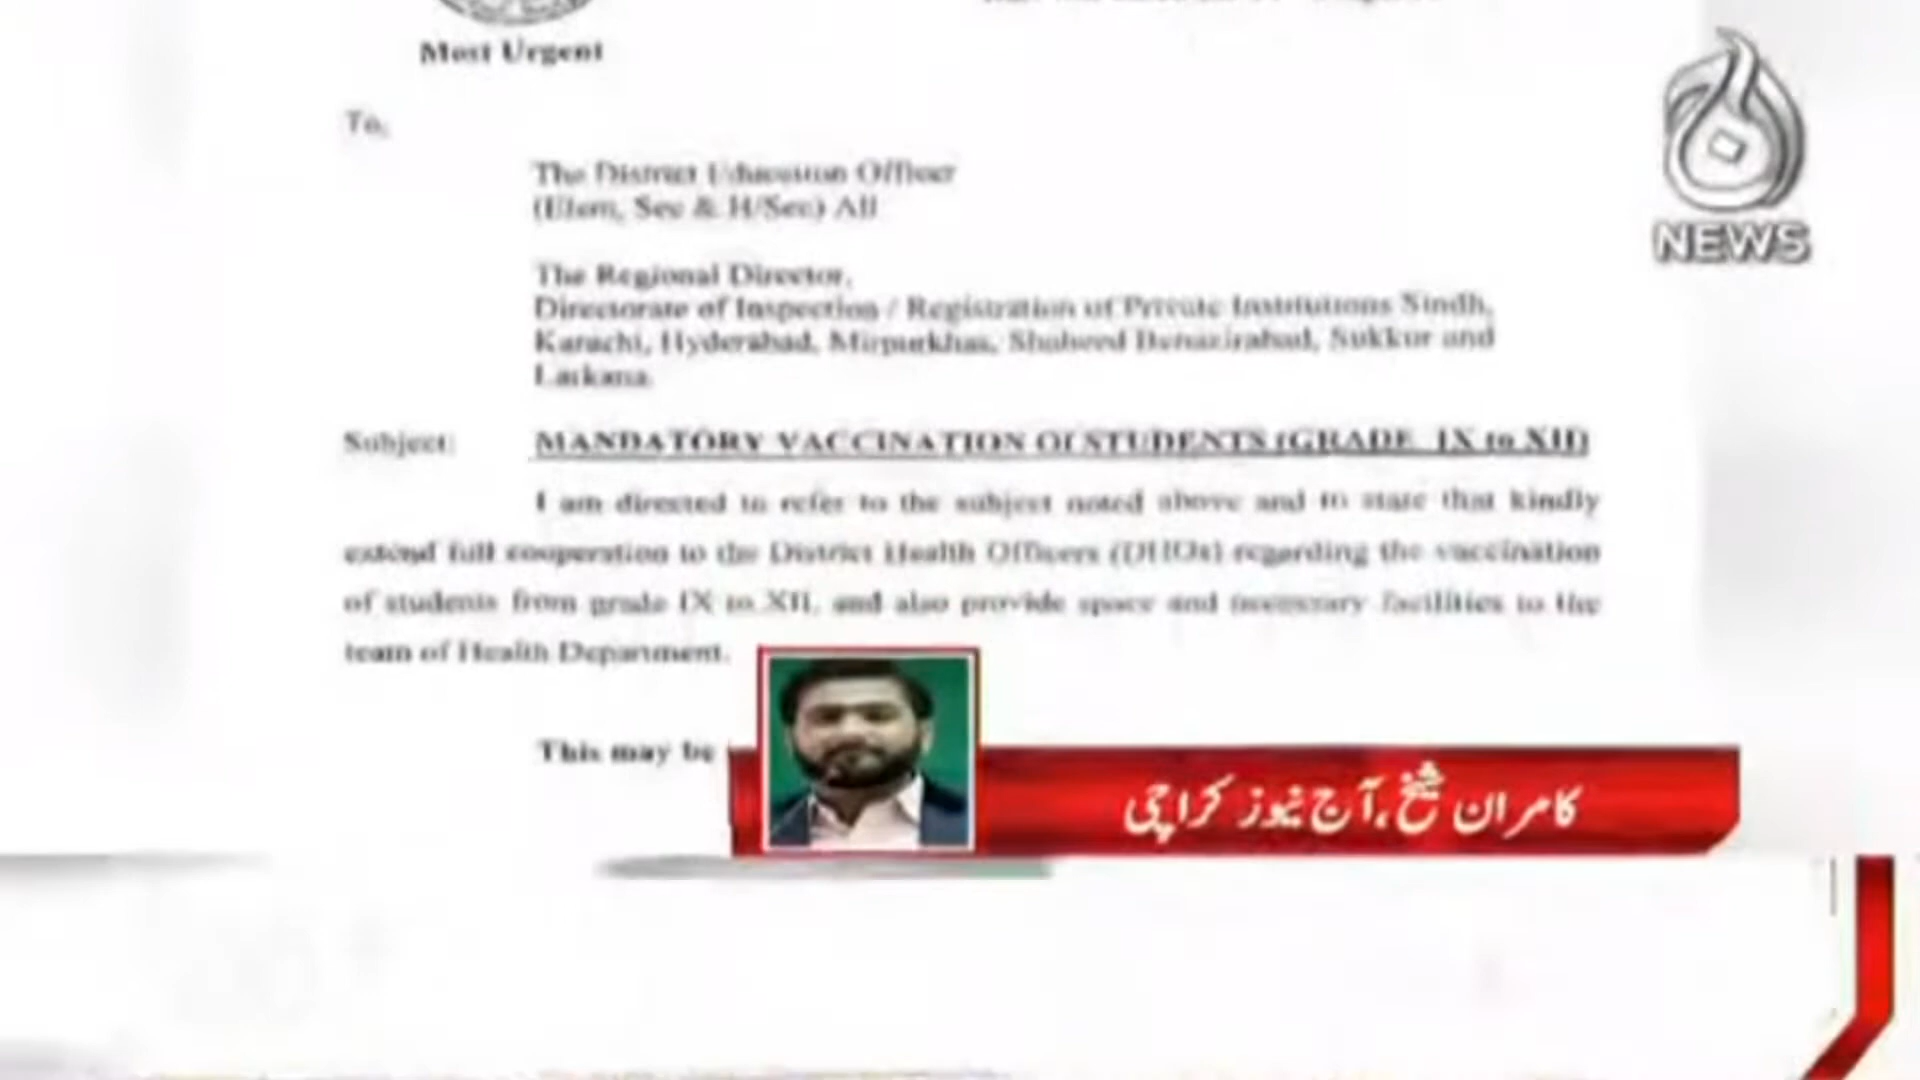 Most Urgent
To,
The District Education Officer
(Elem, Sec & H/Sec) All
The Regional Director,
Directorate of Inspection / Registration of Private Institutions Sindh,
Karachi, Hyderabad, Mirpurkhas, Shaheed Benazirabad, Sukkur and
Larkana.
Subject: MANDATORY VACCINATION OF STUDENTS (GRADE IX to XII)
I am directed to refer to the subject noted above and to state that kindly
extend full cooperation to the District Health Officers (DHOs) regarding the vaccination
of students from grade IX to XII, and also provide space and necessary facilities to the
team of Health Department.
This may be
NEWS
کامران شیخ، آج نیوز کراچی